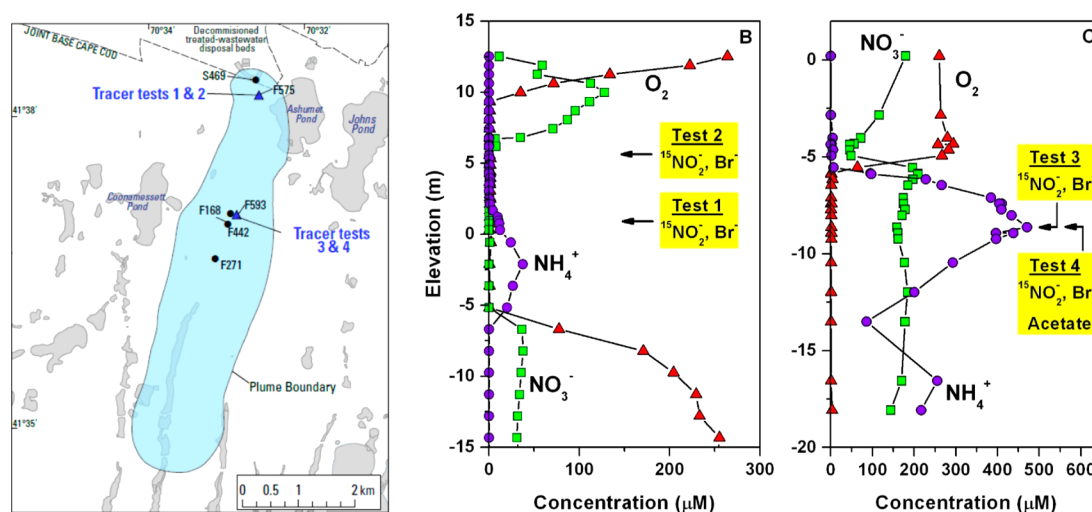 70°34'
70°32'
JOINT BASE CAPE COD
Decommisioned
treated-wastewater
disposal beds
S469
Tracer tests 1 & 2
F575
41°38'
Ashumet
Pond
Johns
Pond
Coonamessett
Pond
F168
F593
F442
Tracer tests
3 & 4
F271
Plume Boundary
41°35'
0 0.5 1 2 km
B
O₂
Test 2
¹⁵NO₂⁻, Br⁻
Test 1
¹⁵NO₂⁻, Br⁻
NH₄⁺
NO₃⁻
Elevation (m)
15
10
5
0
-5
-10
-15
0 100 200 300
Concentration (μM)
C
NO₃⁻
O₂
Test 3
¹⁵NO₂⁻, Br
Test 4
¹⁵NO₂⁻, Br
Acetate
NH₄⁺
5
0
-5
-10
-15
-20
0 100 200 300 400 500 600
Concentration (μM)